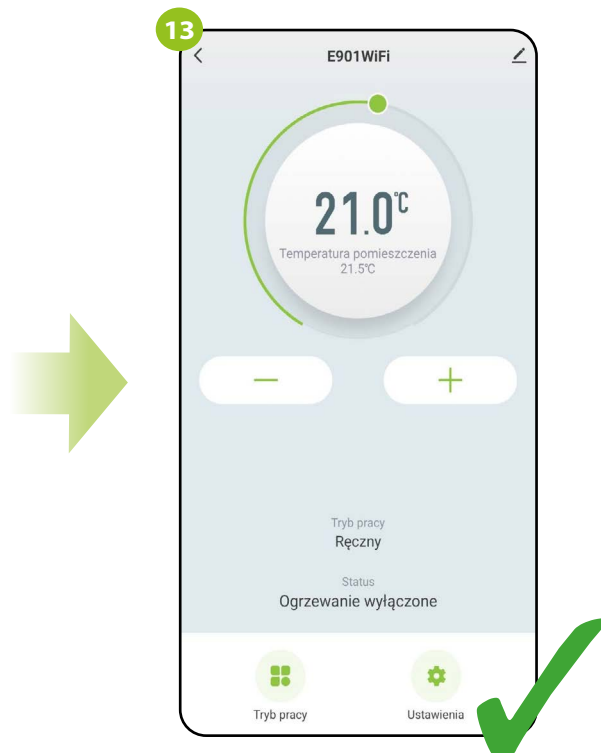 13
E901WiFi
21.0°C
Temperatura pomieszczenia
21.5°C
Tryb pracy
Ręczny
Status
Ogrzewanie wyłączone
Tryb pracy
Ustawienia